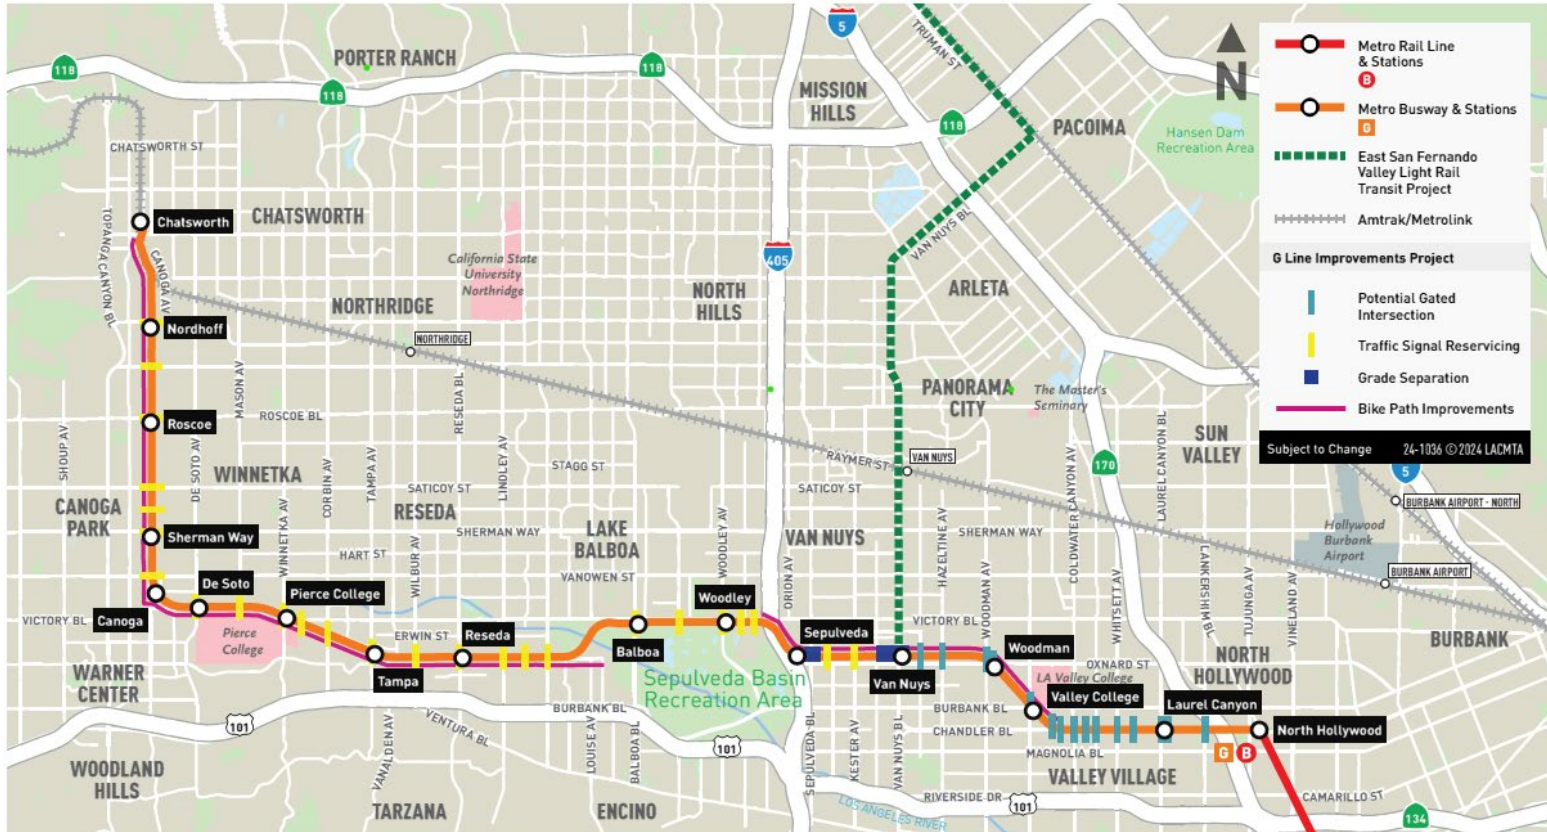 5
118
PORTER RANCH
118
118
TRUMAN ST
MISSION
HILLS
118
PACOIMA
Hansen Dam
Recreation Area
N
Metro Rail Line
& Stations
B
Metro Busway & Stations
G
East San Fernando
Valley Light Rail
Transit Project
Amtrak/Metrolink
G Line Improvements Project
Potential Gated
Intersection
Traffic Signal Reservicing
Grade Separation
Bike Path Improvements
Subject to Change
24-1036 ©2024 LACMTA
CHATSWORTH ST
Chatsworth
CHATSWORTH
TOPANGA CANYON BL
CANOGA AV
California State
University
Northridge
405
VAN NUYS BL
NORTHRIDGE
NORTH
HILLS
ARLETA
Nordhoff
NORTHRIDGE
MASON AV
RESEDA BL
PANORAMA
CITY
The Master's
Seminary
ROSCOE BL
Roscoe
SHOUP AV
DE SOTO AV
WINNETKA
CORBIN AV
TAMPA AV
LINDLEY AV
STAGG ST
RAYMER ST
VAN NUYS
COLDWATER CANYON AV
170
LAUREL CANYON BL
SUN
VALLEY
5
SATICOY ST
SATICOY ST
BURBANK AIRPORT - NORTH
CANOGA
PARK
RESEDA
Sherman Way
WINNETKA AV
SHERMAN WAY
LAKE
BALBOA
WOODLEY AV
VAN NUYS
HAZELTINE AV
SHERMAN WAY
Hollywood
Burbank
Airport
HART ST
WILBUR AV
VANOWEN ST
ORION AV
WOODMAN AV
WHITSETT AV
LANKERSHIM BL
TUJUNGA AV
VINELAND AV
BURBANK AIRPORT
De Soto
Pierce College
Woodley
VICTORY BL
Canoga
Pierce
College
ERWIN ST
Reseda
Balboa
Sepulveda
VICTORY BL
Woodman
BURBANK
WARNER
CENTER
Tampa
Sepulveda Basin
Recreation Area
Van Nuys
OXNARD ST
LA Valley College
NORTH
HOLLYWOOD
Valley College
Laurel Canyon
101
VENTURA BL
BURBANK BL
BURBANK BL
CHANDLER BL
North Hollywood
G
B
VANALDEN AV
LOUISE AV
BALBOA BL
101
SEPULVEDA BL
KESTER AV
VAN NUYS BL
MAGNOLIA BL
VALLEY VILLAGE
WOODLAND
HILLS
TARZANA
ENCINO
LOS ANGELES RIVER
RIVERSIDE DR
101
CAMARILLO ST
134